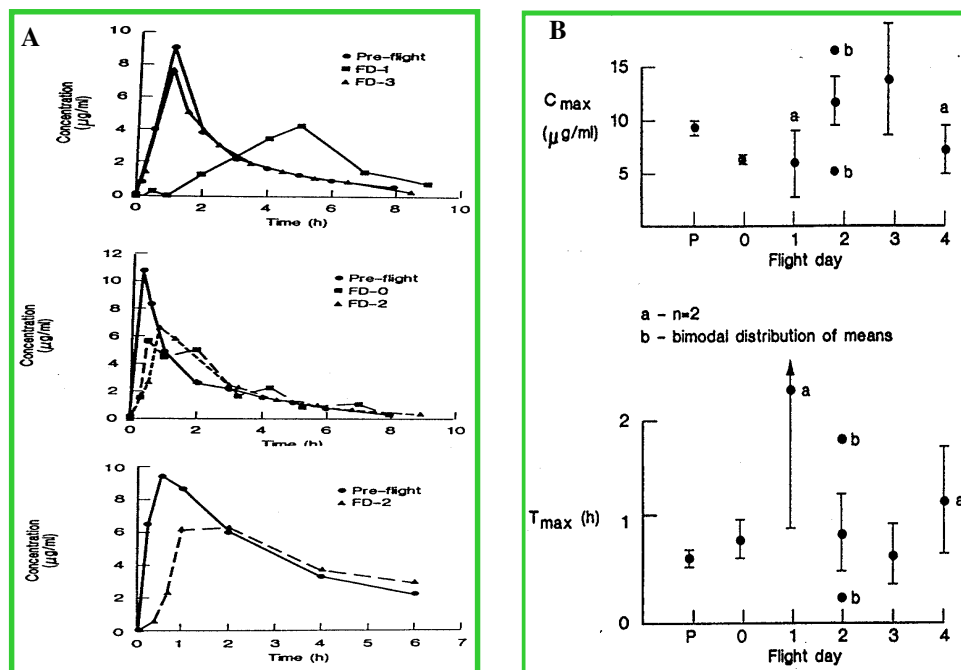 A
10
8
6
4
2
0
Concentration
(µg/ml)
Pre-flight
FD-1
FD-3
0 2 4 6 8 10
Time (h)
12
10
8
6
4
2
0
Concentration
(µg/ml)
Pre-flight
FD-0
FD-2
0 2 4 6 8 10
Time (h)
10
8
6
4
2
0
Concentration
(µg/ml)
Pre-flight
FD-2
0 1 2 3 4 5 6 7
Time (h)
B
15
10
5
C max
(µg/ml)
a
b
b
a
P 0 1 2 3 4
Flight day
a - n=2
b - bimodal distribution of means
2
1
0
T max (h)
a
b
b
a
P 0 1 2 3 4
Flight day